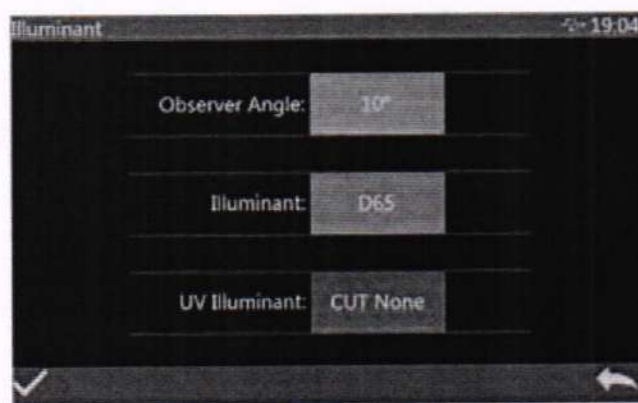 Illuminant 19:04
Observer Angle: 10°
Illuminant: D65
UV Illuminant: CUT None